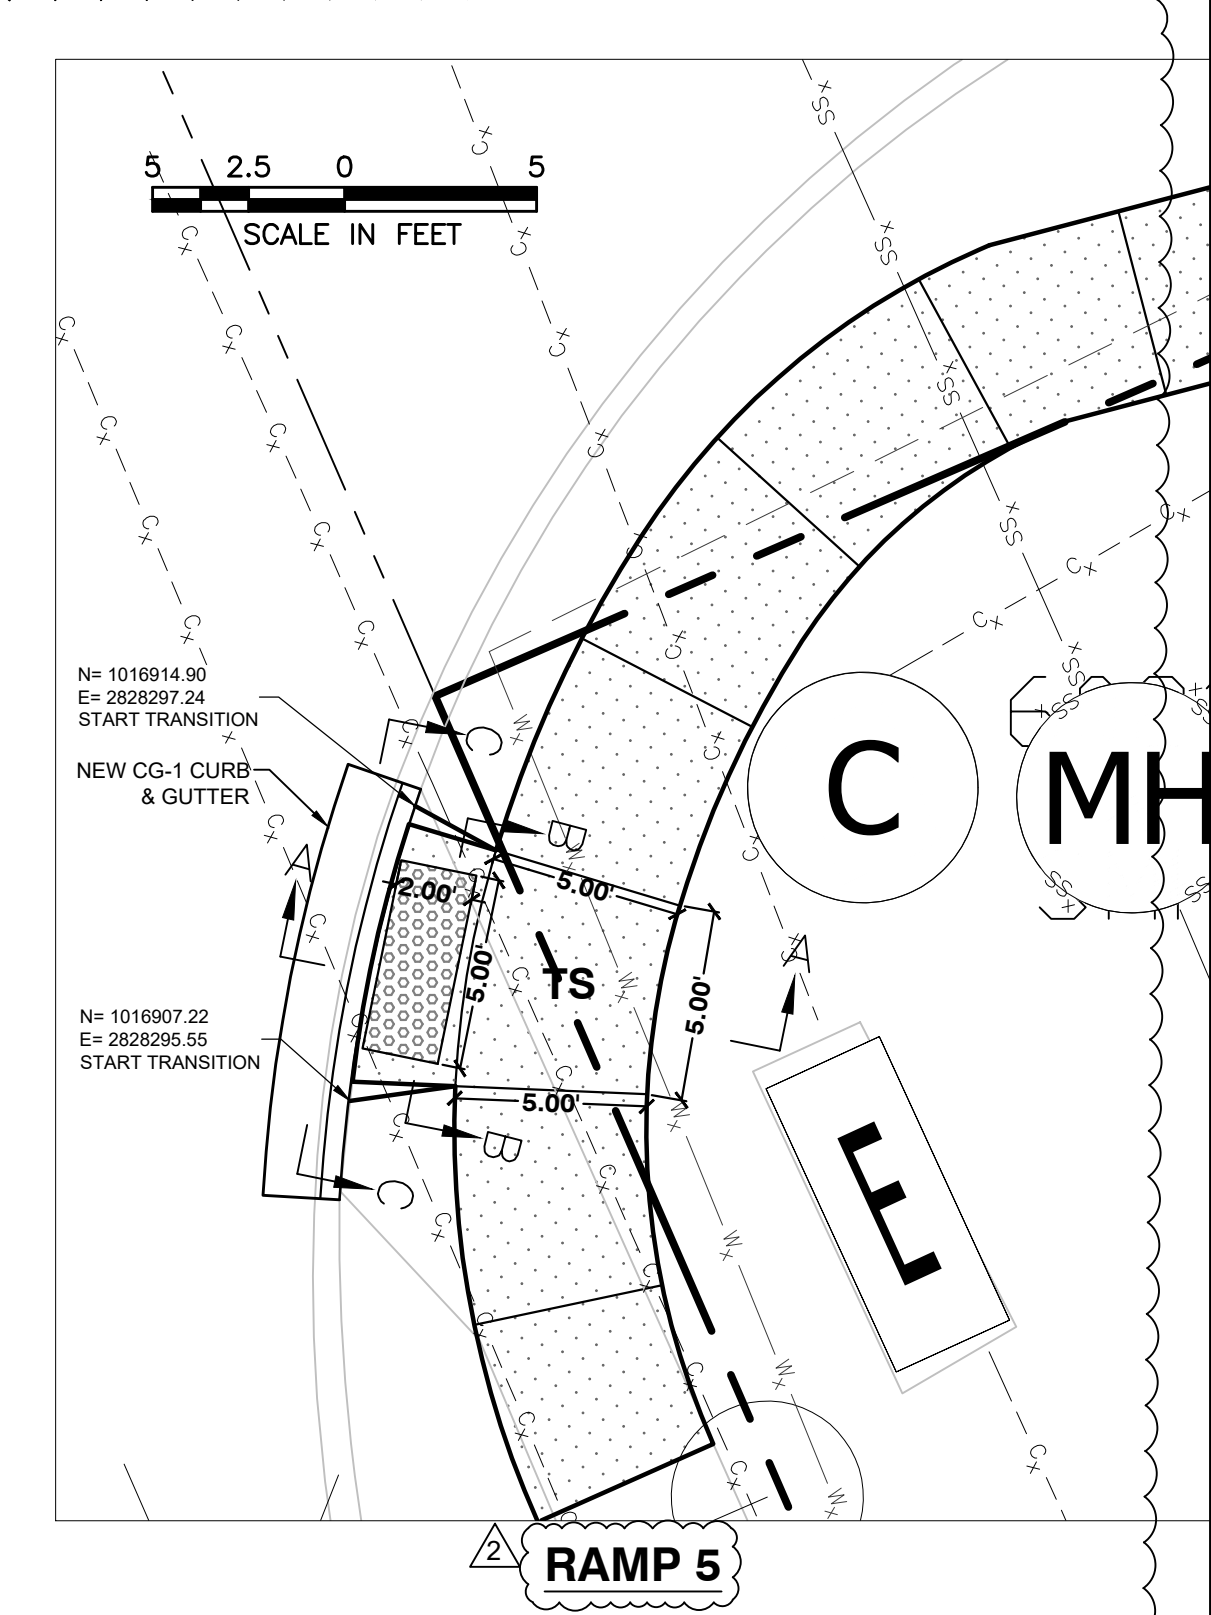 5 2.5 0 5
SCALE IN FEET
N= 1016914.90
E= 2828297.24
START TRANSITION
NEW CG-1 CURB
& GUTTER
C
B
A
2.00'
5.00'
5.00'
TS
5.00'
A
C
MH
N= 1016907.22
E= 2828295.55
START TRANSITION
5.00'
B
C
E
2
RAMP 5